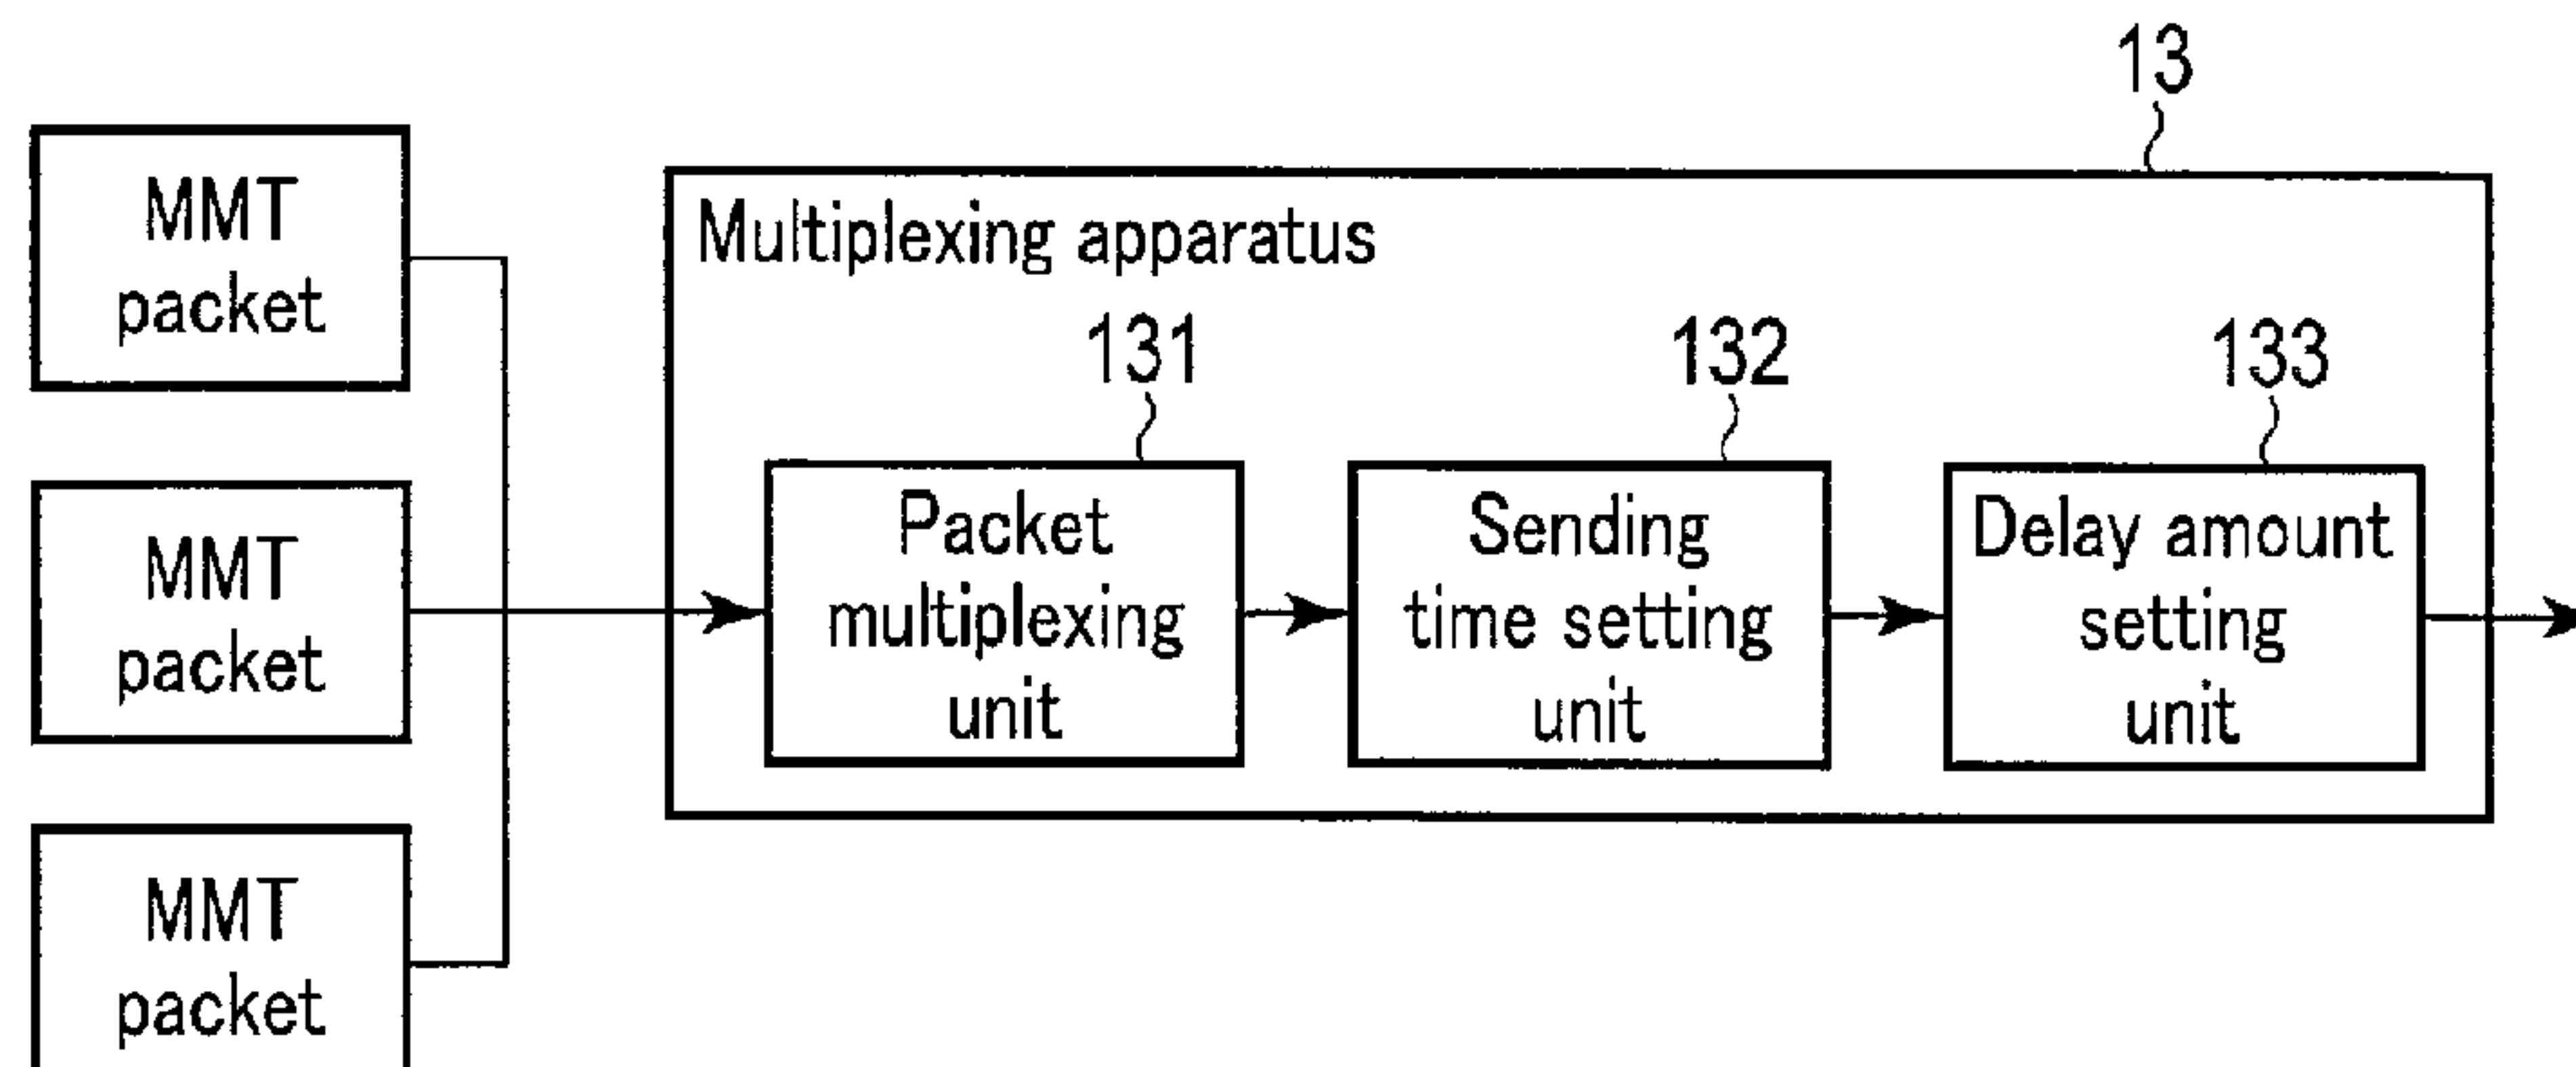 13
MMT
packet
Multiplexing apparatus
131
132
133
Packet
multiplexing
unit
Sending
time setting
unit
Delay amount
setting
unit
MMT
packet
MMT
packet